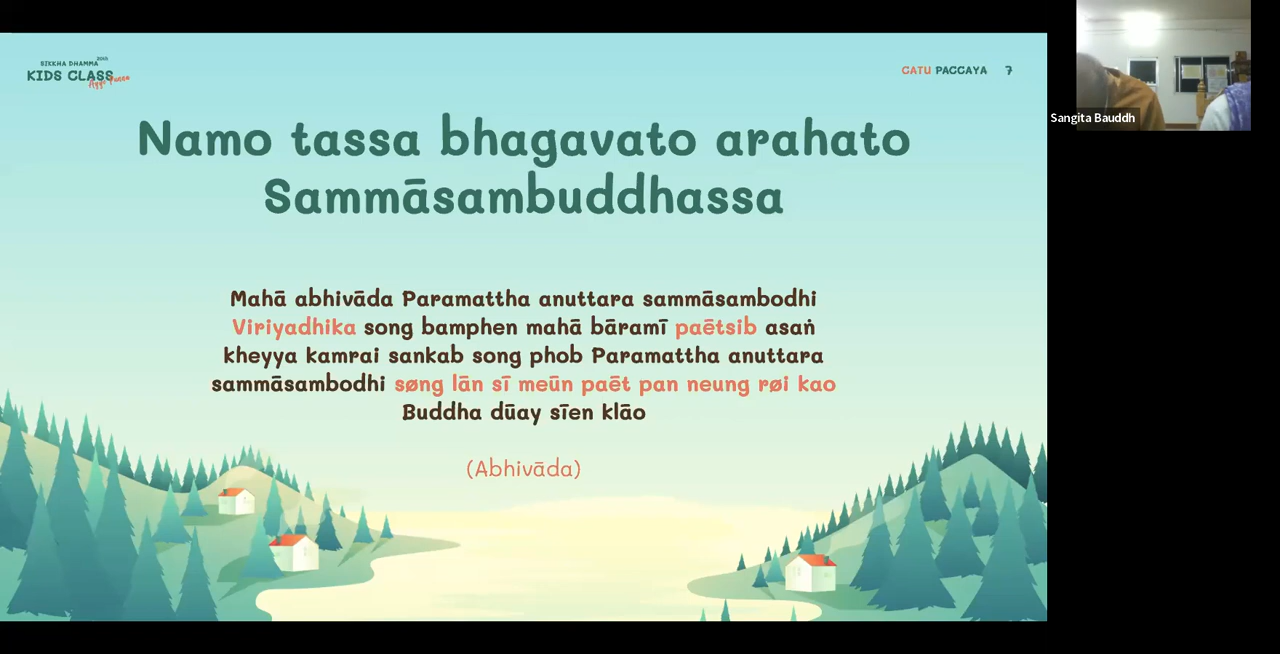 SIKKHA DHAMMA
KIDS CLASS
CATU PACCAYA 7
Namo tassa bhagavato arahato
Sammāsambuddhassa
Mahā abhivāda Paramattha anuttara sammāsambodhi
Viriyadhika song bamphen mahā bāramī paētsib asaṅ
kheyya kamrai sankab song phob Paramattha anuttara
sammāsambodhi søng lān sī meūn paēt pan neung røi kao
Buddha dūay sīen klāo
(Abhivāda)
Sangita Bauddh